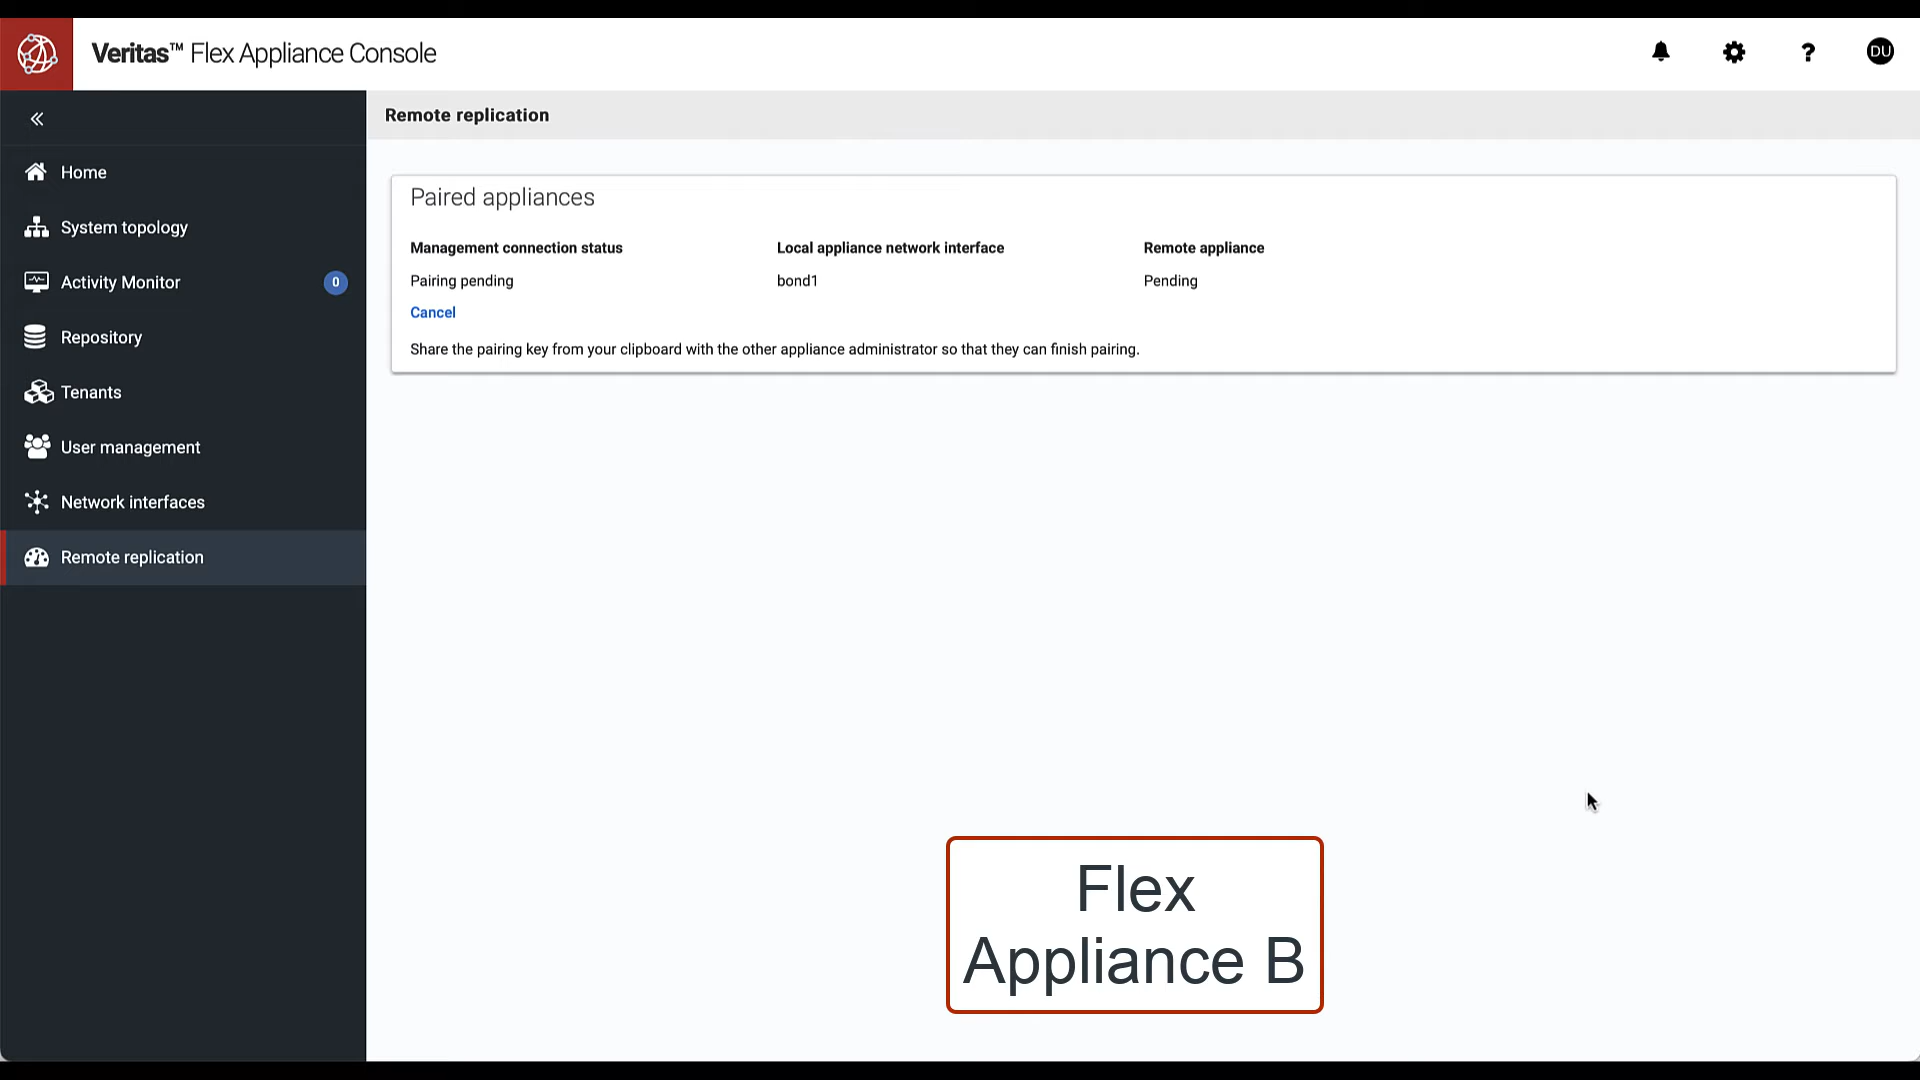 Veritas™ Flex Appliance Console
?
DU
«
Remote replication
Home
System topology
Activity Monitor 0
Repository
Tenants
User management
Network interfaces
Remote replication
Paired appliances
Management connection status Local appliance network interface Remote appliance
Pairing pending bond1 Pending
Cancel
Share the pairing key from your clipboard with the other appliance administrator so that they can finish pairing.
Flex
Appliance B